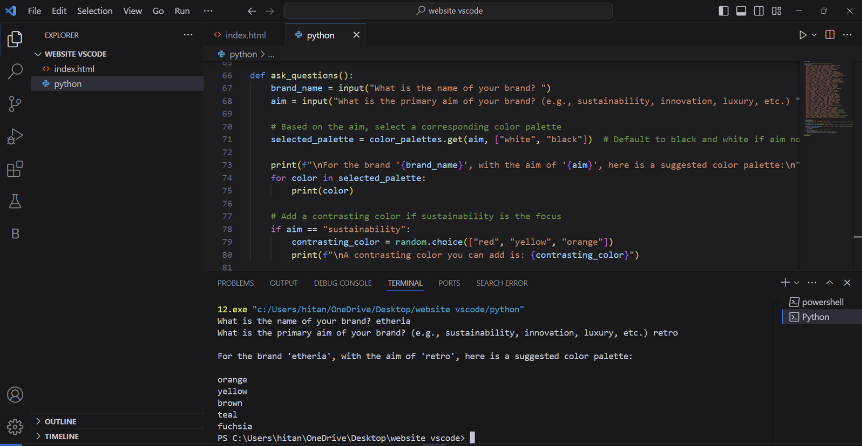 File Edit Selection View Go Run ··· website vscode
EXPLORER ···
WEBSITE VSCODE
index.html
python
OUTLINE
TIMELINE
index.html python
python > ...
65
66 def ask_questions():
67 brand_name = input("What is the name of your brand? ")
68 aim = input("What is the primary aim of your brand? (e.g., sustainability, innovation, luxury, etc.) "
69
70 # Based on the aim, select a corresponding color palette
71 selected_palette = color_palettes.get(aim, ["white", "black"]) # Default to black and white if aim no
72
73 print(f"\nFor the brand '{brand_name}', with the aim of '{aim}', here is a suggested color palette:\n"
74 for color in selected_palette:
75 print(color)
76
77 # Add a contrasting color if sustainability is the focus
78 if aim == "sustainability":
79 contrasting_color = random.choice(["red", "yellow", "orange"])
80 print(f"\nA contrasting color you can add is: {contrasting_color}")
81
PROBLEMS OUTPUT DEBUG CONSOLE TERMINAL PORTS SEARCH ERROR
12.exe "c:/Users/hitan/OneDrive/Desktop/website vscode/python"
What is the name of your brand? etheria
What is the primary aim of your brand? (e.g., sustainability, innovation, luxury, etc.) retro
For the brand 'etheria', with the aim of 'retro', here is a suggested color palette:
orange
yellow
brown
teal
fuchsia
PS C:\Users\hitan\OneDrive\Desktop\website vscode>
powershell
Python